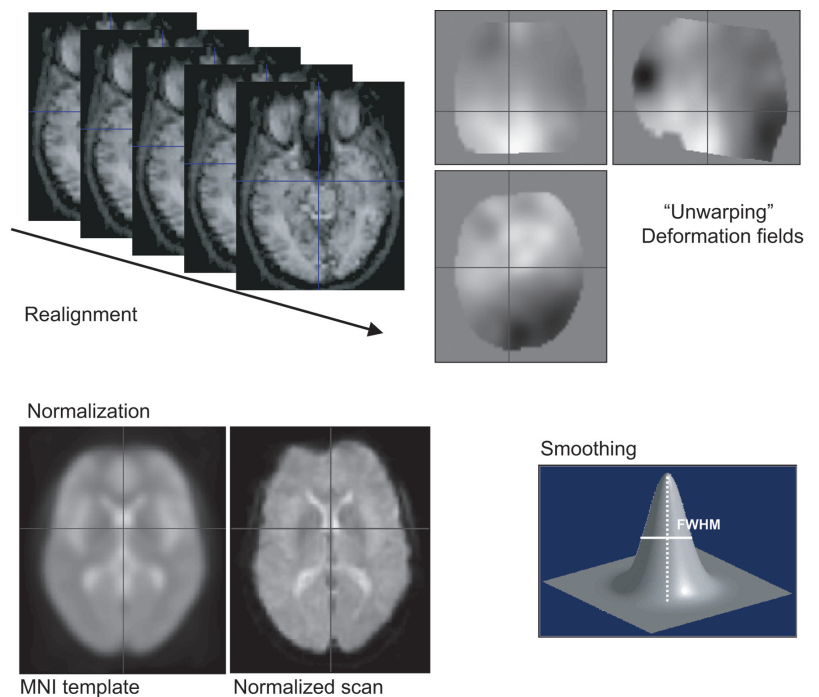 “Unwarping”
Deformation fields
Realignment
Normalization
Smoothing
FWHM
MNI template
Normalized scan